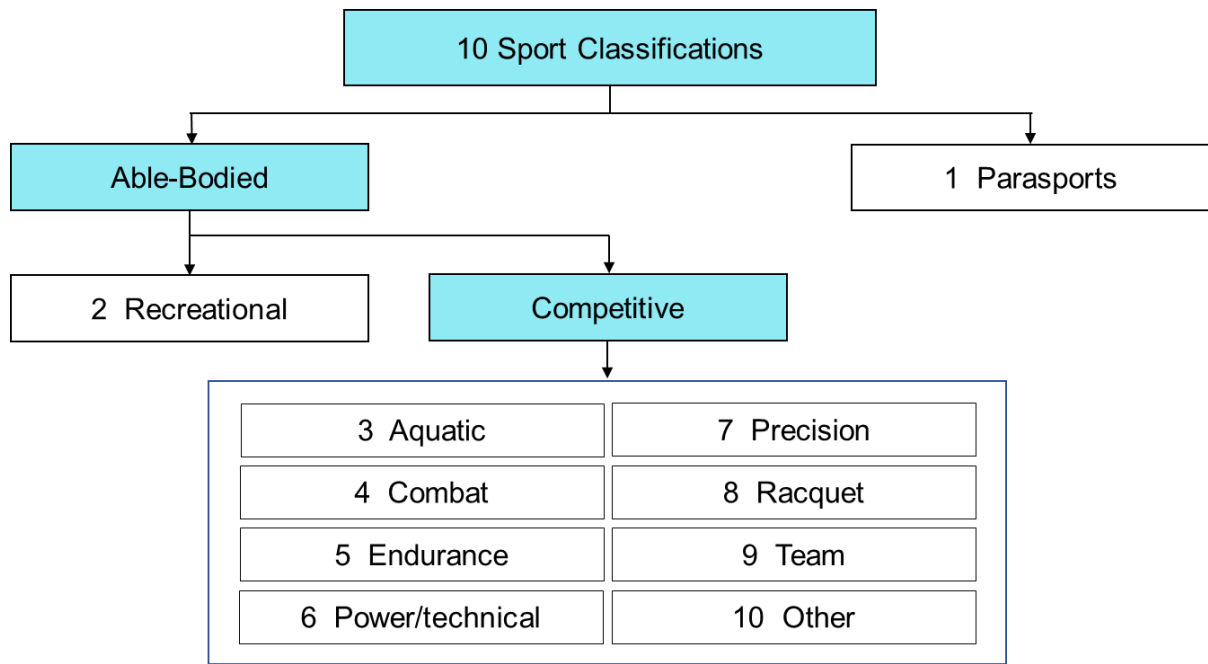 10 Sport Classifications
Able-Bodied
1 Parasports
2 Recreational
Competitive
3 Aquatic
7 Precision
4 Combat
8 Racquet
5 Endurance
9 Team
6 Power/technical
10 Other